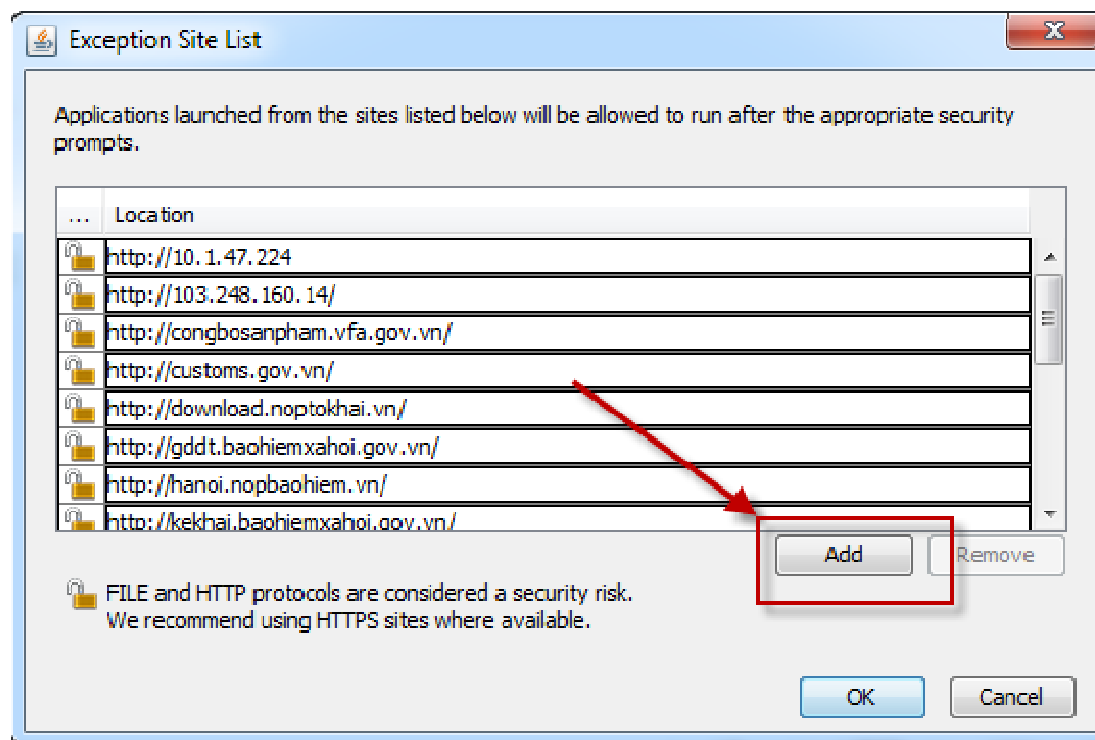 Exception Site List
Applications launched from the sites listed below will be allowed to run after the appropriate security
prompts.
... Location
http://10.1.47.224
http://103.248.160.14/
http://congbosanpham.vfa.gov.vn/
http://customs.gov.vn/
http://download.noptokhai.vn/
http://gddt.baohiemxahoi.gov.vn/
http://hanoi.nopbaohiem.vn/
http://kekhai.baohiemxahoi.gov.vn/
Add Remove
FILE and HTTP protocols are considered a security risk.
We recommend using HTTPS sites where available.
OK Cancel